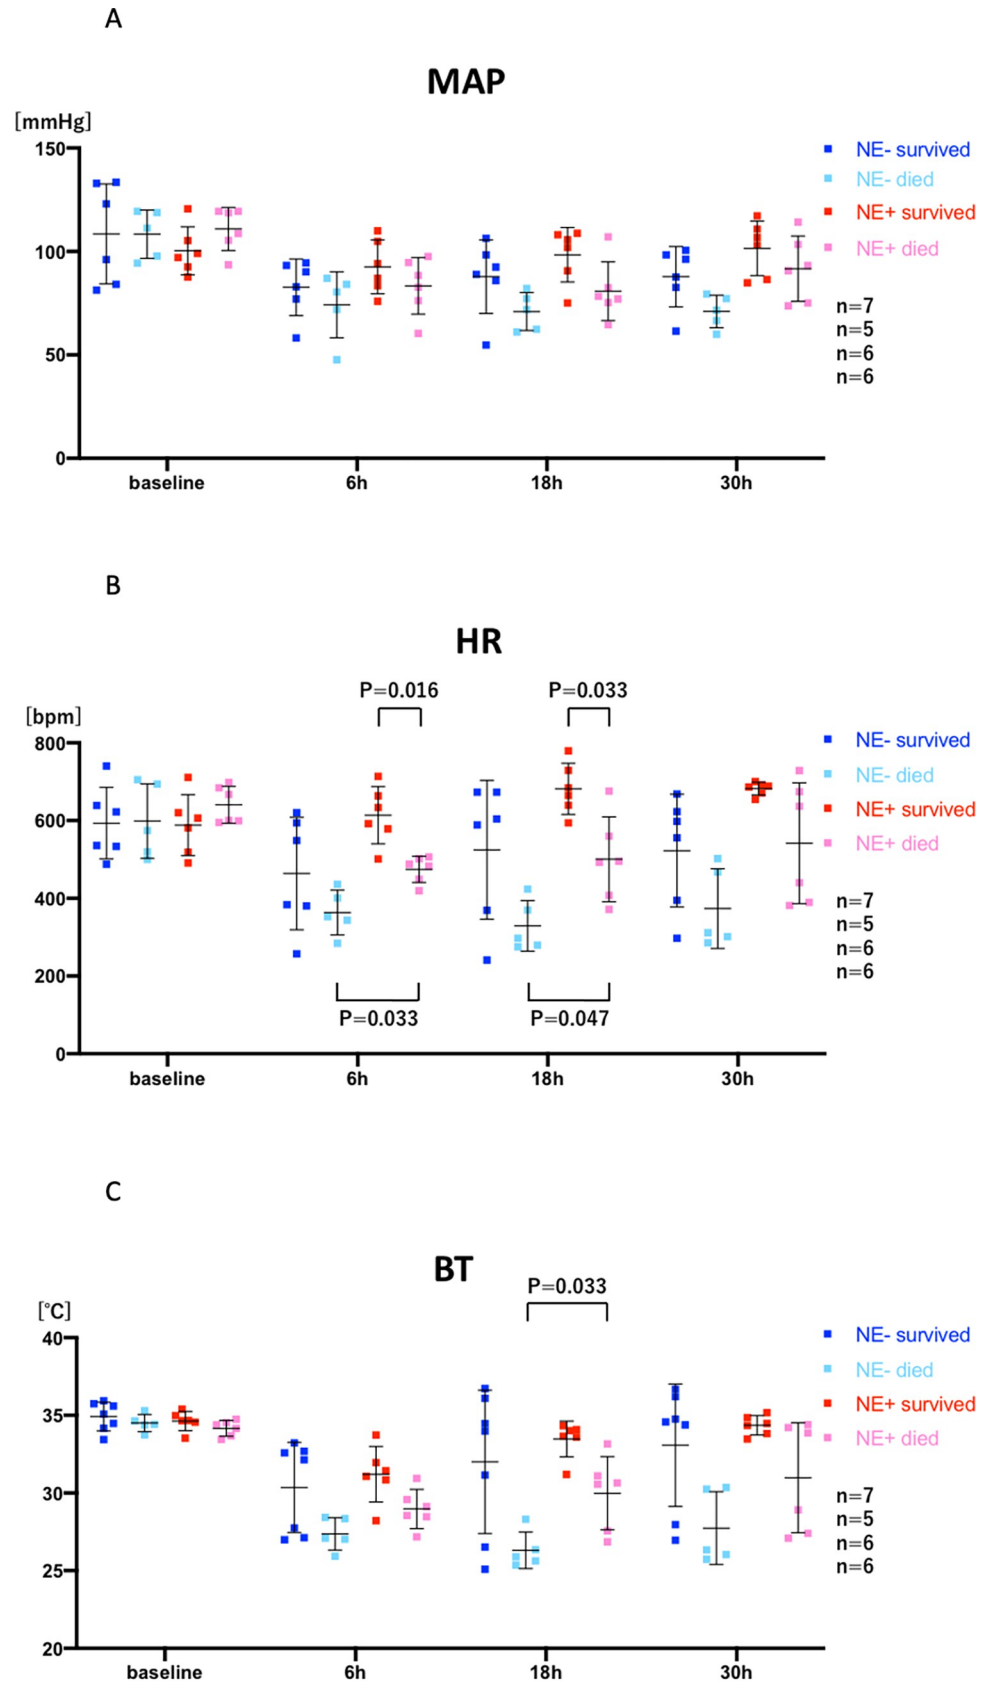 A
MAP
[mmHg]
150
100
50
0
baseline 6h 18h 30h
NE- survived
NE- died
NE+ survived
NE+ died
n=7
n=5
n=6
n=6
B
HR
P=0.016 P=0.033
[bpm]
800
600
400
200
0
P=0.033 P=0.047
baseline 6h 18h 30h
NE- survived
NE- died
NE+ survived
NE+ died
n=7
n=5
n=6
n=6
C
BT
P=0.033
[°C]
40
35
30
25
20
baseline 6h 18h 30h
NE- survived
NE- died
NE+ survived
NE+ died
n=7
n=5
n=6
n=6